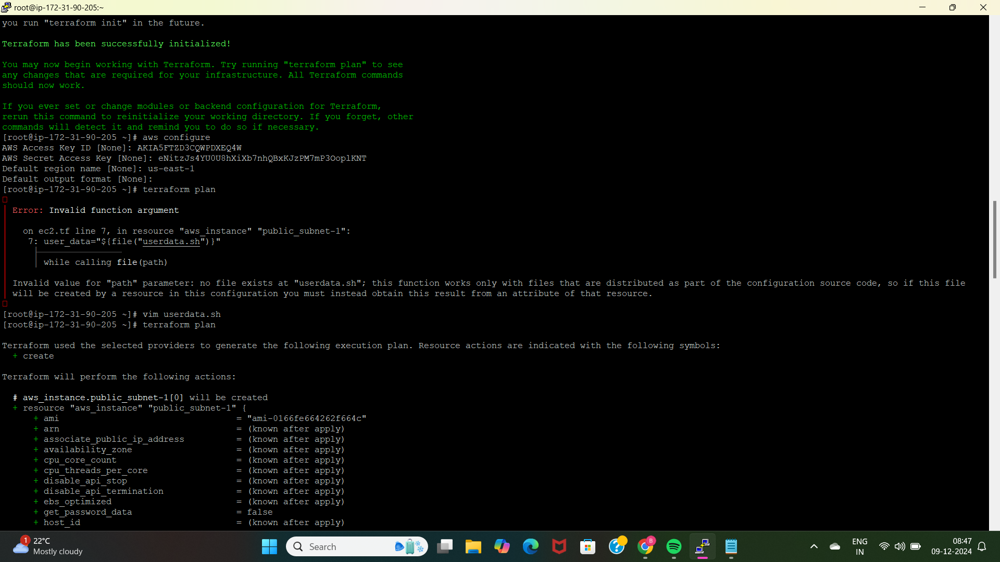 root@ip-172-31-90-205:~
you run "terraform init" in the future.
Terraform has been successfully initialized!
You may now begin working with Terraform. Try running "terraform plan" to see
any changes that are required for your infrastructure. All Terraform commands
should now work.
If you ever set or change modules or backend configuration for Terraform,
rerun this command to reinitialize your working directory. If you forget, other
commands will detect it and remind you to do so if necessary.
[root@ip-172-31-90-205 ~]# aws configure
AWS Access Key ID [None]: AKIA5FTZD3CQWPDXEQ4W
AWS Secret Access Key [None]: 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
Default region name [None]: us-east-1
Default output format [None]:
[root@ip-172-31-90-205 ~]# terraform plan
Error: Invalid function argument
on ec2.tf line 7, in resource "aws_instance" "public_subnet-1":
7: user_data="${file("userdata.sh")}"
while calling file(path)
Invalid value for "path" parameter: no file exists at "userdata.sh"; this function works only with files that are distributed as part of the configuration source code, so if this file
will be created by a resource in this configuration you must instead obtain this result from an attribute of that resource.
[root@ip-172-31-90-205 ~]# vim userdata.sh
[root@ip-172-31-90-205 ~]# terraform plan
Terraform used the selected providers to generate the following execution plan. Resource actions are indicated with the following symbols:
+ create
Terraform will perform the following actions:
# aws_instance.public_subnet-1[0] will be created
+ resource "aws_instance" "public_subnet-1" {
+ ami = "ami-0166fe664262f664c"
+ arn = (known after apply)
+ associate_public_ip_address = (known after apply)
+ availability_zone = (known after apply)
+ cpu_core_count = (known after apply)
+ cpu_threads_per_core = (known after apply)
+ disable_api_stop = (known after apply)
+ disable_api_termination = (known after apply)
+ ebs_optimized = (known after apply)
+ get_password_data = false
+ host_id = (known after apply)
1
22°C
Mostly cloudy
Search
B
ENG
IN
08:47
09-12-2024